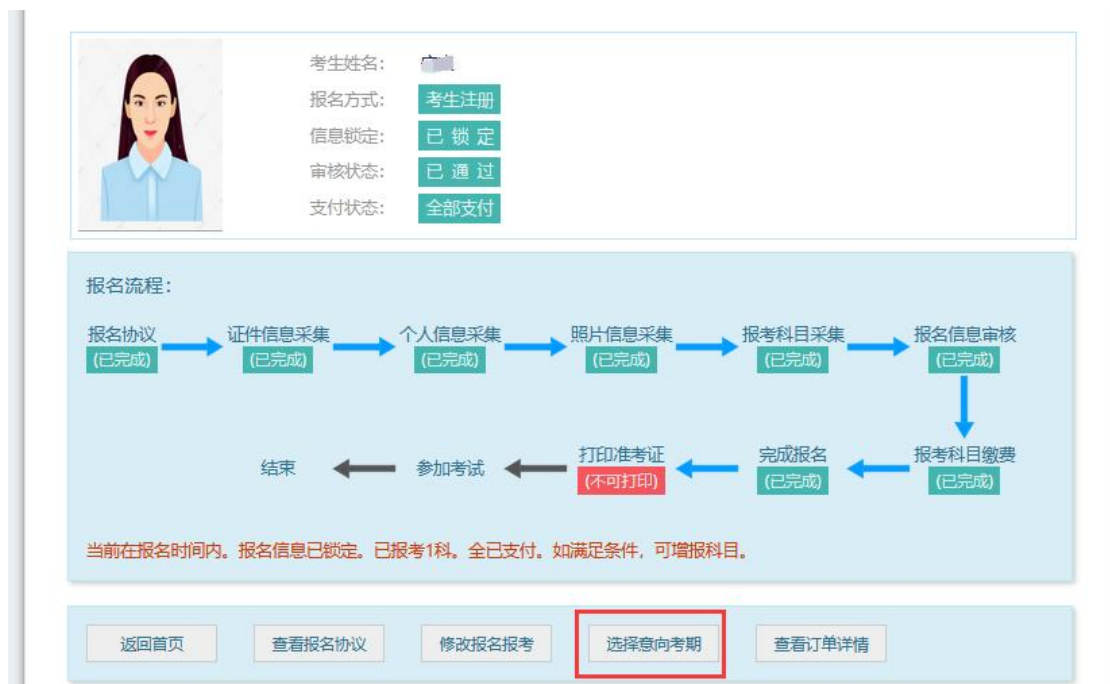 考生姓名：
报名方式： 考生注册
信息锁定： 已 锁 定
审核状态： 已 通 过
支付状态： 全部支付
报名流程：
报名协议 证件信息采集 个人信息采集 照片信息采集 报考科目采集 报名信息审核
(已完成) (已完成) (已完成) (已完成) (已完成) (已完成)
结束 参加考试 打印准考证 完成报名 报考科目缴费
(不可打印) (已完成) (已完成)
当前在报名时间内。报名信息已锁定。已报考1科。全已支付。如满足条件，可增报科目。
返回首页 查看报名协议 修改报名报考 选择意向考期 查看订单详情